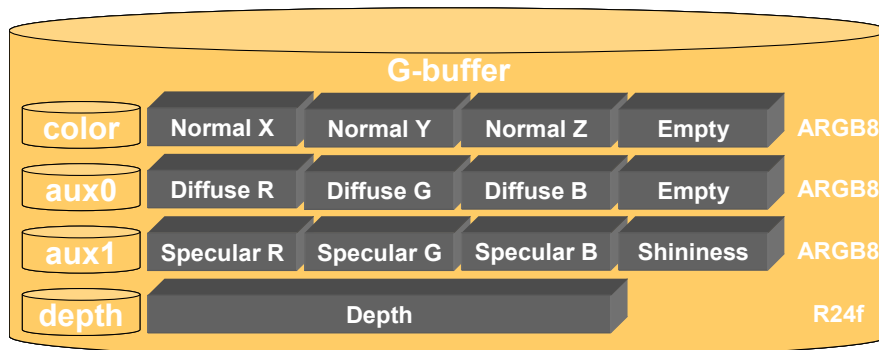 G-buffer
color Normal X Normal Y Normal Z Empty ARGB8
aux0 Diffuse R Diffuse G Diffuse B Empty ARGB8
aux1 Specular R Specular G Specular B Shininess ARGB8
depth Depth R24f